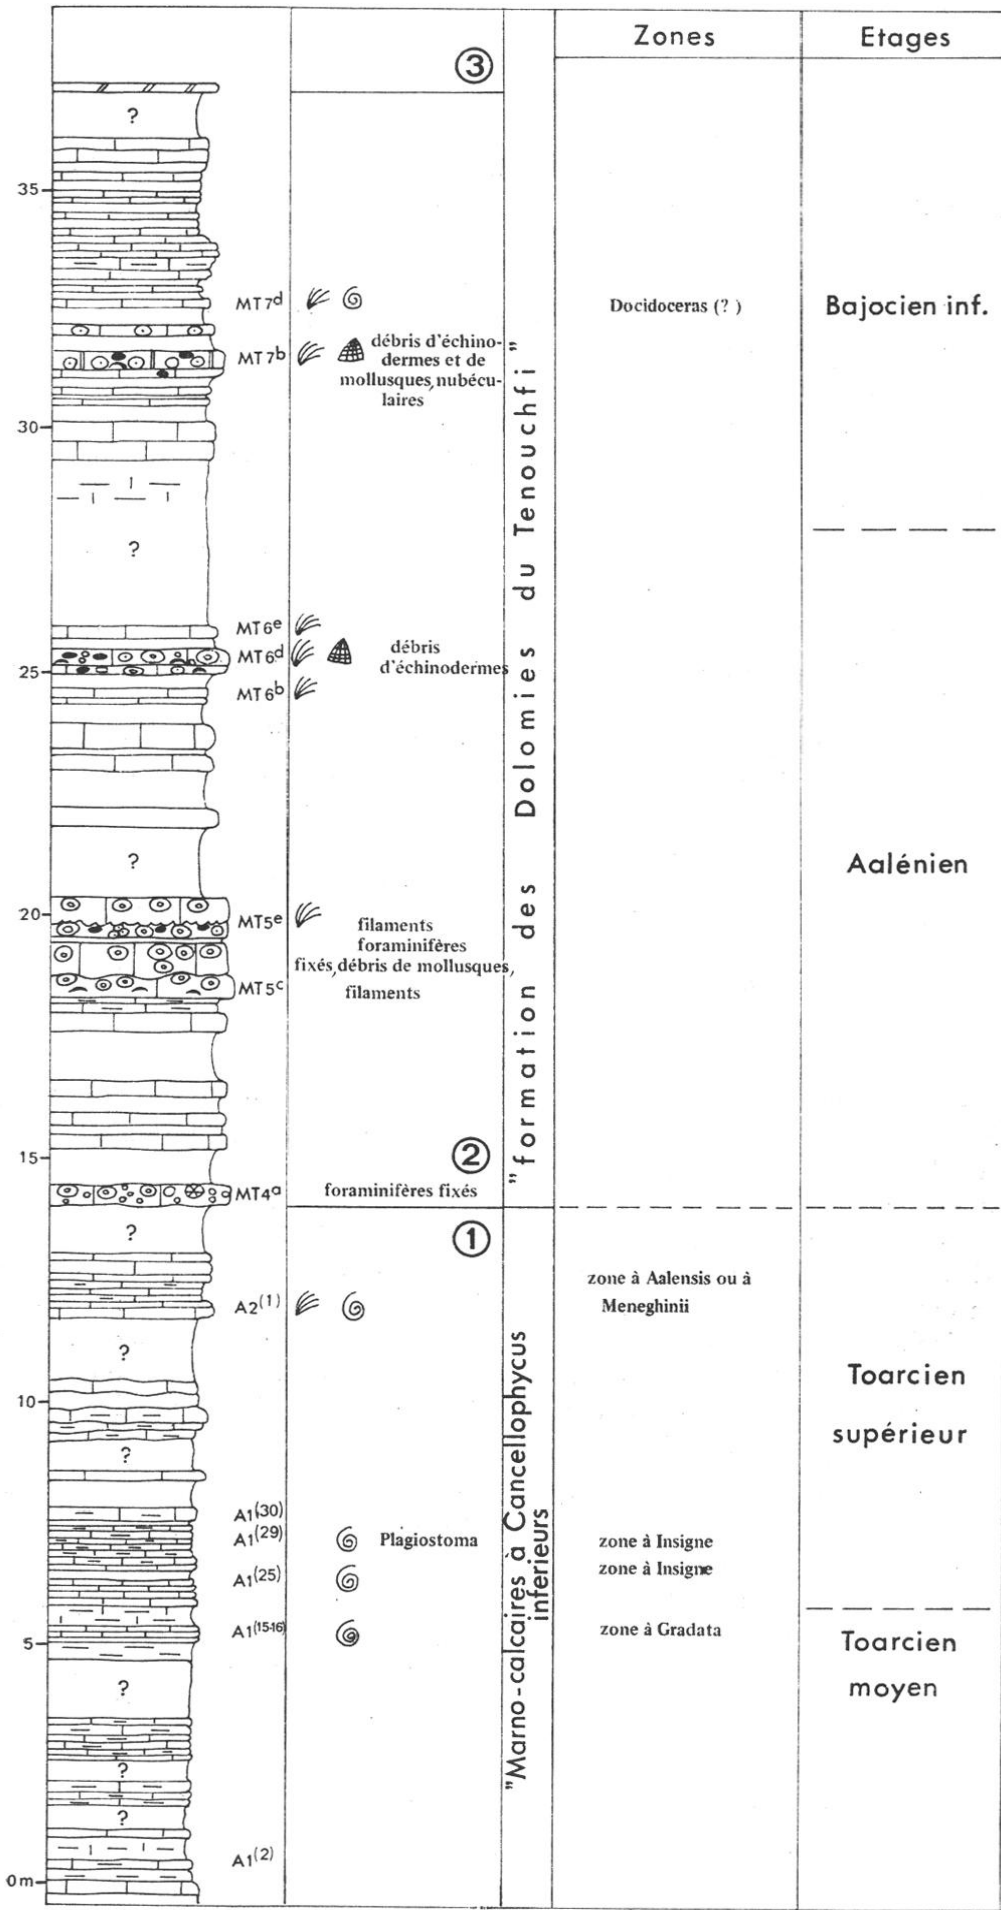 Zones
Etages
③
?
35
MT7d
Docidoceras (? )
Bajocien inf.
MT7b
débris d'échino-
dermes et de
mollusques, nubécu-
laires
30
?
MT6e
MT6d
débris
d'échinodermes
25
MT6b
?
Aalénien
20
MT5e
filaments
foraminifères
fixés, débris de mollusques,
MT5c
filaments
"formation des Dolomies du Tenouchfi"
②
15
MT4a
foraminifères fixés
?
①
zone à Aalensis ou à
Meneghinii
A2(1)
?
Toarcien
supérieur
10
?
A1(30)
A1(29)
Plagiostoma
zone à Insigne
A1(25)
zone à Insigne
A1(1546)
zone à Gradata
5
Toarcien
moyen
?
"Marno-calcaires à Cancellophycus
inferieurs
?
?
A1(2)
0m